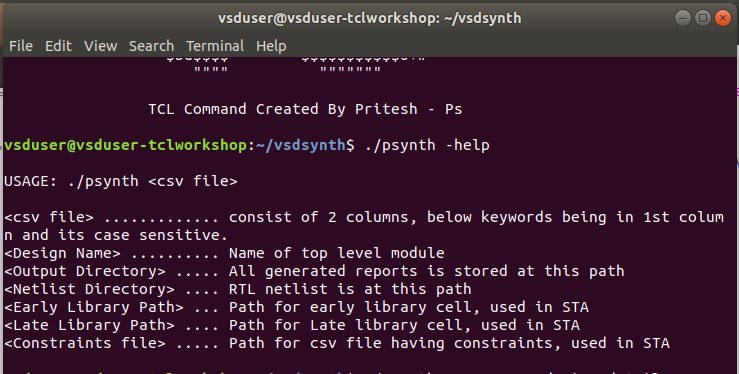 vsduser@vsduser-tclworkshop: ~/vsdsynth
File Edit View Search Terminal Help
"""" """""""
TCL Command Created By Pritesh - Ps
vsduser@vsduser-tclworkshop:~/vsdsynth$ ./psynth -help
USAGE: ./psynth <csv file>
<csv file> ............. consist of 2 columns, below keywords being in 1st colum
n and its case sensitive.
<Design Name> .......... Name of top level module
<Output Directory> ..... All generated reports is stored at this path
<Netlist Directory> .... RTL netlist is at this path
<Early Library Path> ... Path for early library cell, used in STA
<Late Library Path> .... Path for Late library cell, used in STA
<Constraints file> ..... Path for csv file having constraints, used in STA